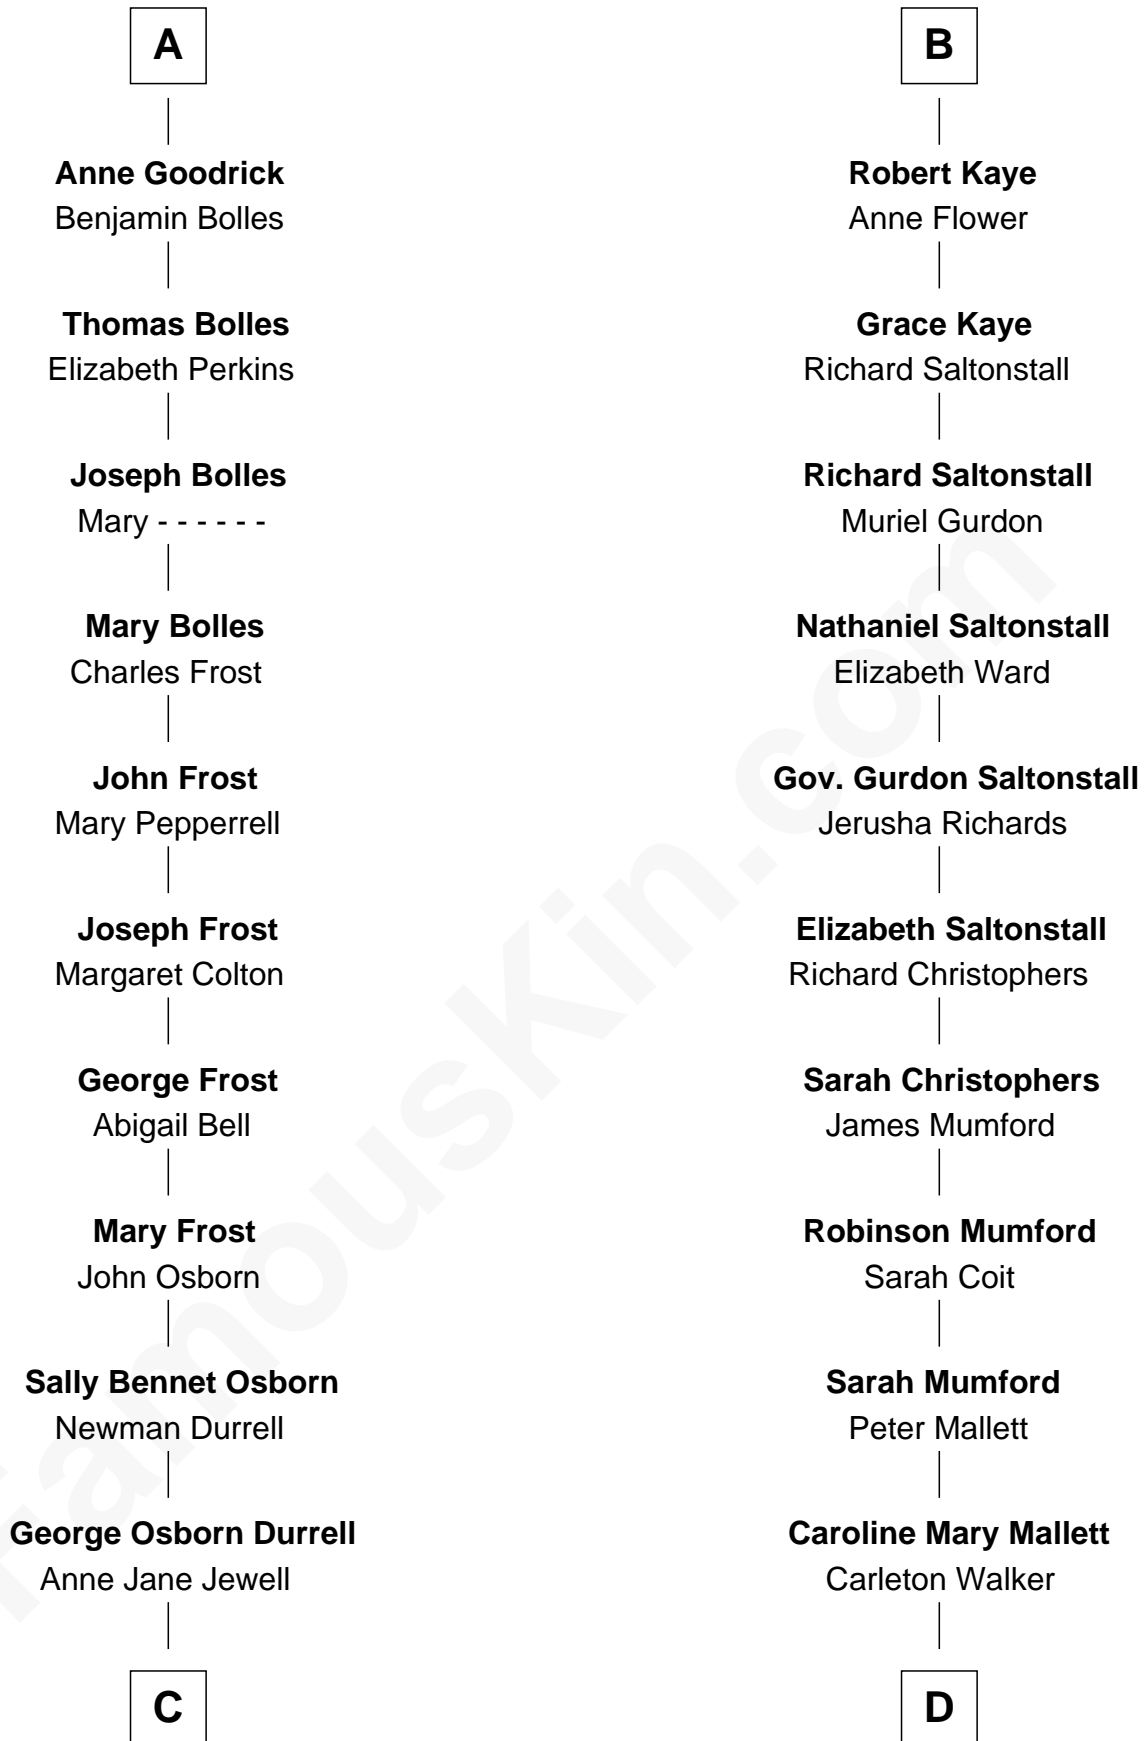 A
Anne Goodrick
Benjamin Bolles
Thomas Bolles
Elizabeth Perkins
Joseph Bolles
Mary - - - - - -
Mary Bolles
Charles Frost
John Frost
Mary Pepperrell
Joseph Frost
Margaret Colton
George Frost
Abigail Bell
Mary Frost
John Osborn
Sally Bennet Osborn
Newman Durrell
George Osborn Durrell
Anne Jane Jewell
C
B
Robert Kaye
Anne Flower
Grace Kaye
Richard Saltonstall
Richard Saltonstall
Muriel Gurdon
Nathaniel Saltonstall
Elizabeth Ward
Gov. Gurdon Saltonstall
Jerusha Richards
Elizabeth Saltonstall
Richard Christophers
Sarah Christophers
James Mumford
Robinson Mumford
Sarah Coit
Sarah Mumford
Peter Mallett
Caroline Mary Mallett
Carleton Walker
D
FamousKin.com